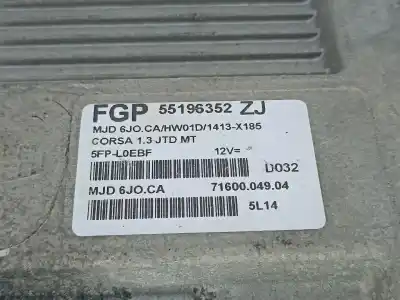 FGP 55196352 ZJ
MJD 6JO.CA/HW01D/1413-X185
CORSA 1.3 JTD MT
5FP-L0EBF 12V=
D032
MJD 6JO.CA 71600.049.04
5L14